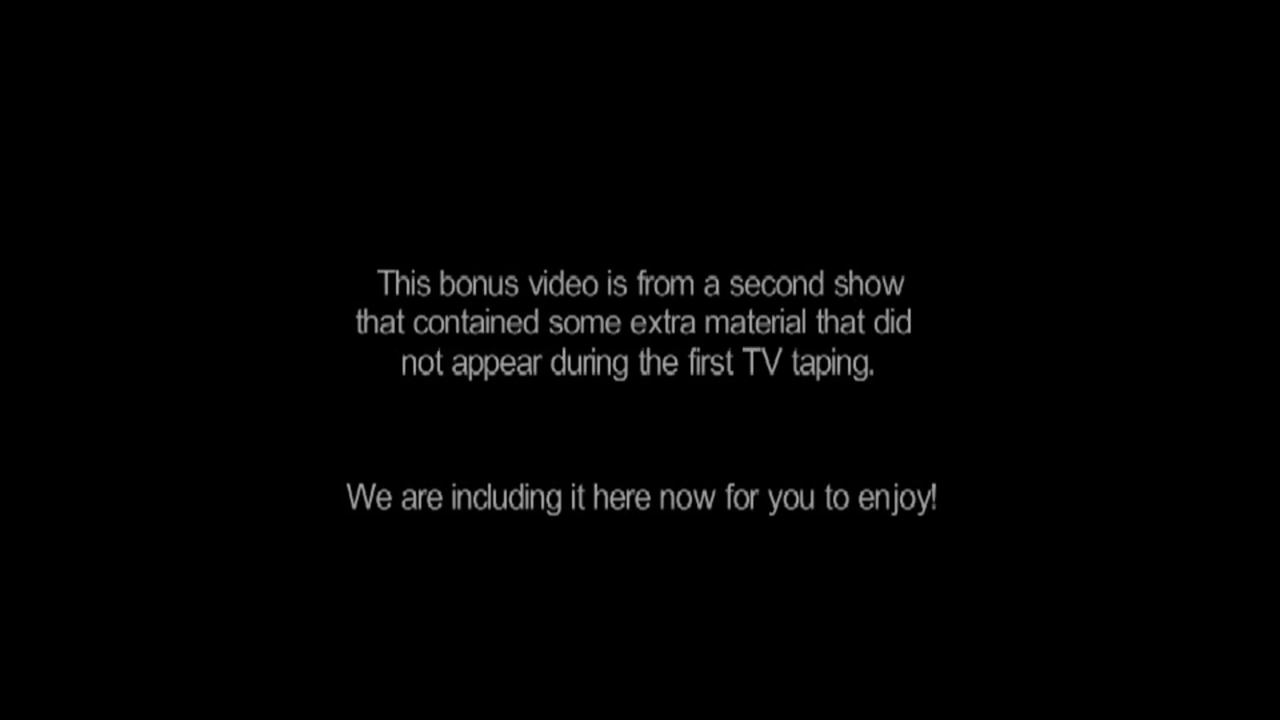 This bonus video is from a second show
that contained some extra material that did
not appear during the first TV taping.
We are including it here now for you to enjoy!